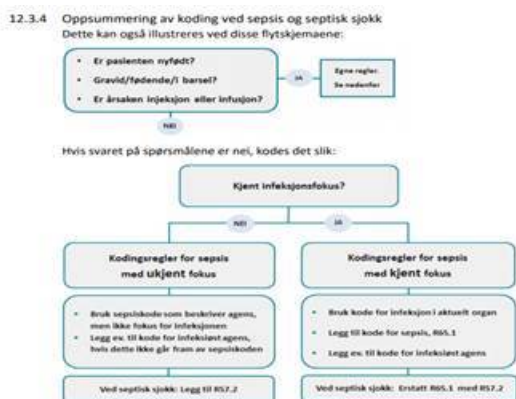 12.3.4 Oppsummering av koding ved sepsis og septisk sjokk
Dette kan også illustreres ved disse flytskjemaene:
• Er pasienten nyfødt?
• Gravid/fødende/i barsel?
• Er årsaken injeksjon eller infusjon?
JA
Egne regler.
Se nedenfor
NEI
Hvis svaret på spørsmålene er nei, kodes det slik:
Kjent infeksjonsfokus?
NEI
JA
Kodingsregler for sepsis
med ukjent fokus
Kodingsregler for sepsis
med kjent fokus
• Bruk sepsiskode som beskriver agens,
men ikke fokus for infeksjonen
• Legg ev. til kode for infeksiøst agens,
hvis dette ikke går fram av sepsiskoden
• Bruk kode for infeksjon i aktuelt organ
• Legg til kode for sepsis, R65.1
• Legg ev. til kode for infeksiøst agens
Ved septisk sjokk: Legg til R57.2
Ved septisk sjokk: Erstatt R65.1 med R57.2